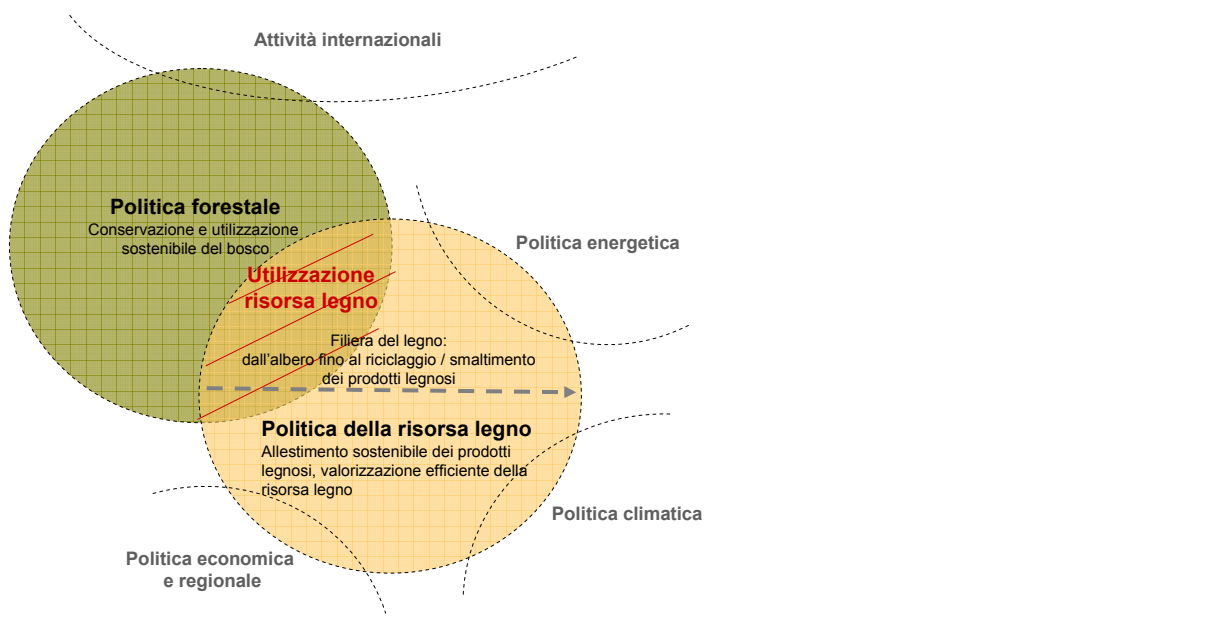 Attività internazionali
Politica forestale
Conservazione e utilizzazione
sostenibile del bosco
Politica energetica
Utilizzazione
risorsa legno
Filiera del legno:
dall'albero fino al riciclaggio / smaltimento
dei prodotti legnosi
Politica della risorsa legno
Allestimento sostenibile dei prodotti
legnosi, valorizzazione efficiente della
risorsa legno
Politica climatica
Politica economica
e regionale